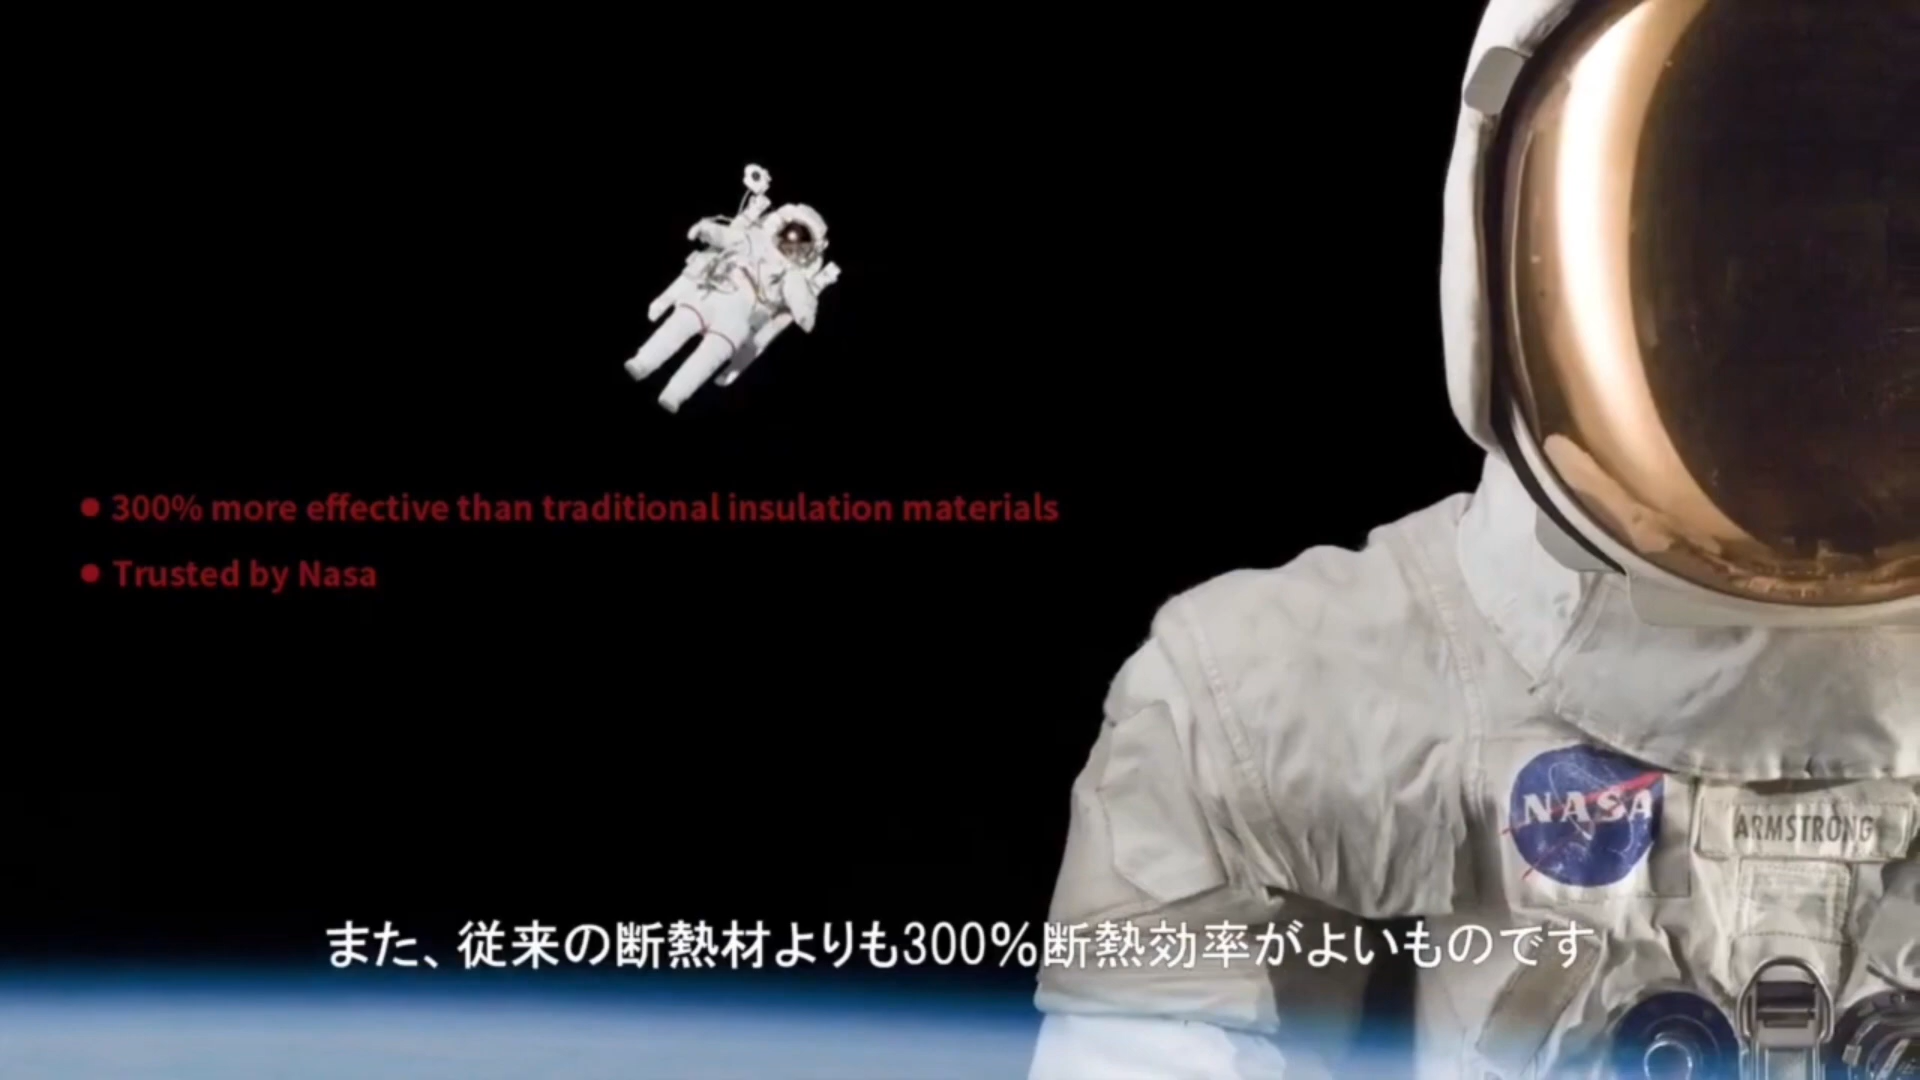 ● 300% more effective than traditional insulation materials
● Trusted by Nasa
NASA
ARMSTRONG
また、従来の断熱材よりも300%断熱効率がよいものです